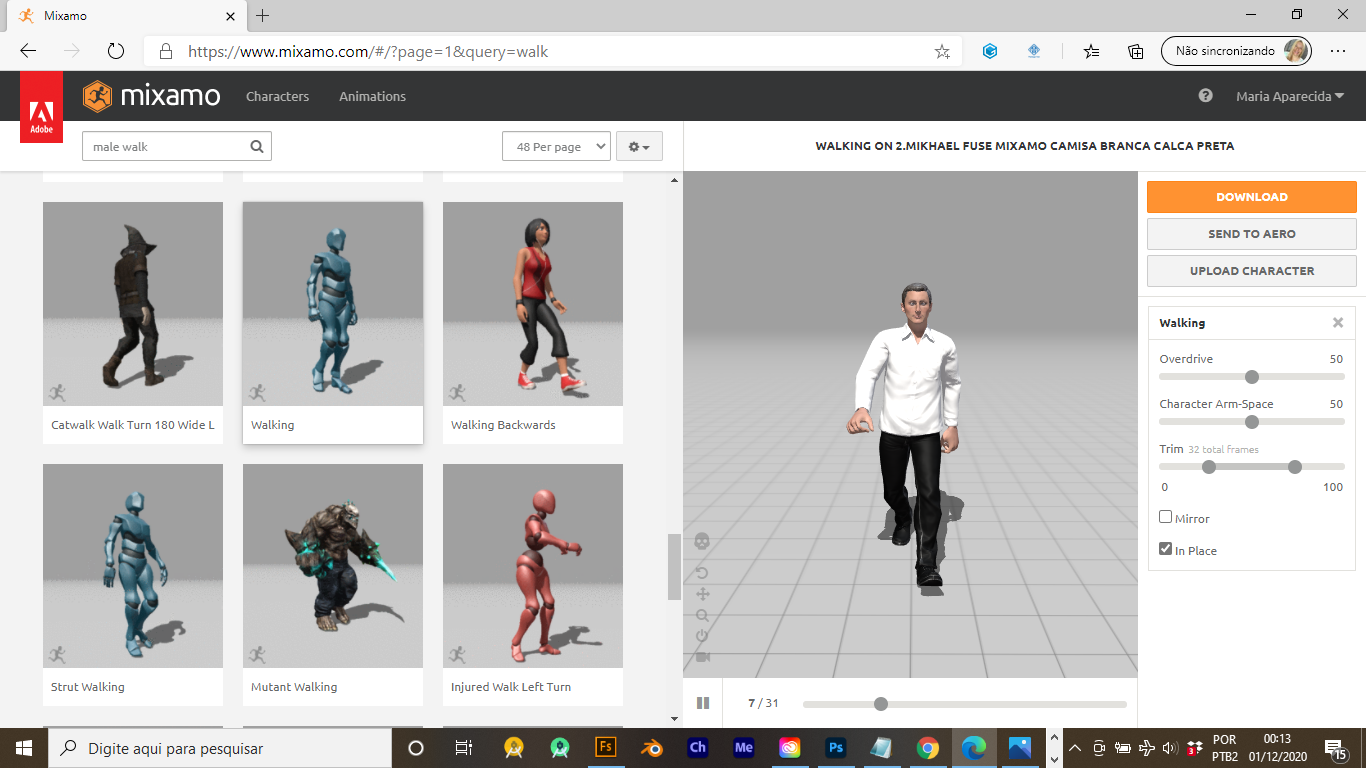 Mixamo
https://www.mixamo.com/#/?page=1&query=walk
Não sincronizando
Adobe
mixamo
Characters
Animations
Maria Aparecida
male walk
48 Per page
WALKING ON 2.MIKHAEL FUSE MIXAMO CAMISA BRANCA CALCA PRETA
Catwalk Walk Turn 180 Wide L
Walking
Walking Backwards
Strut Walking
Mutant Walking
Injured Walk Left Turn
7 / 31
DOWNLOAD
SEND TO AERO
UPLOAD CHARACTER
Walking
Overdrive 50
Character Arm-Space 50
Trim 32 total frames
0 100
Mirror
In Place
Digite aqui para pesquisar
Fs
Ch
Me
Ps
POR
PTB2
00:13
01/12/2020
15